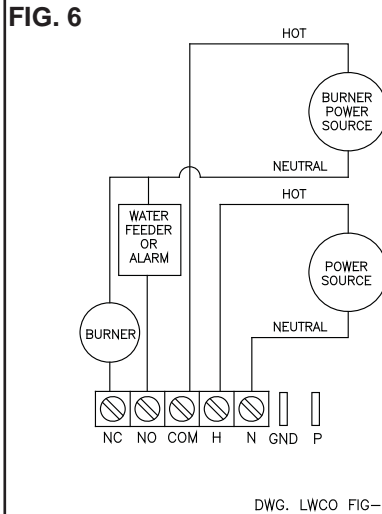 FIG. 6
HOT
BURNER
POWER
SOURCE
NEUTRAL
HOT
WATER
FEEDER
OR
ALARM
POWER
SOURCE
BURNER
NEUTRAL
NC NO COM H N GND P
DWG. LWCO FIG-